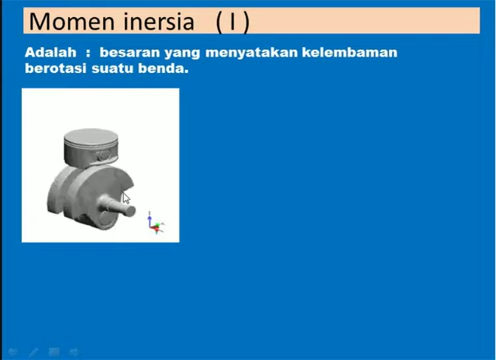 Momen inersia ( I )
Adalah : besaran yang menyatakan kelembaman
berotasi suatu benda.